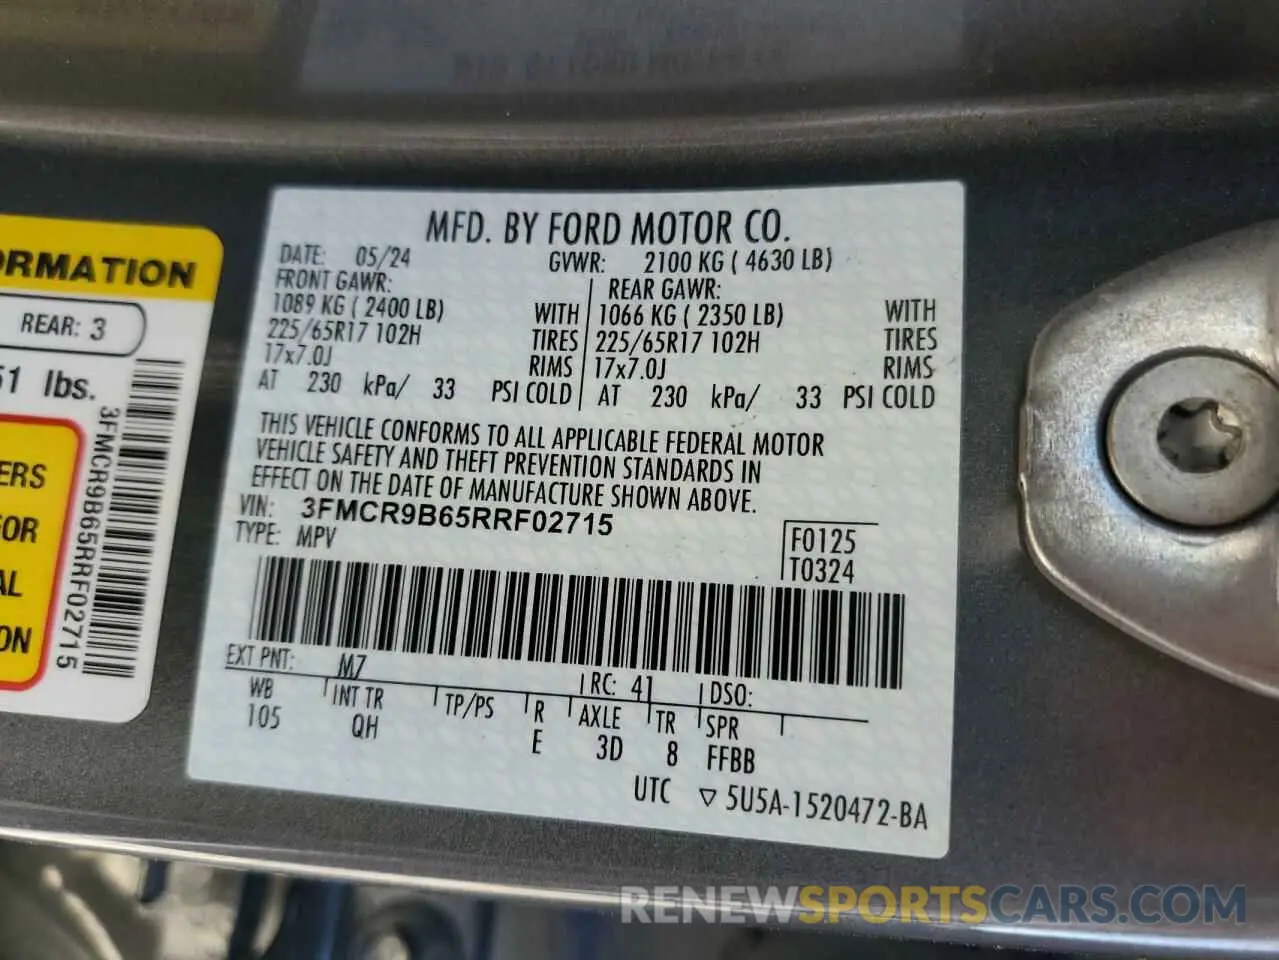 MFD. BY FORD MOTOR CO.
DATE: 05/24 GVWR: 2100 KG ( 4630 LB)
FRONT GAWR: REAR GAWR:
1089 KG ( 2400 LB) WITH 1066 KG ( 2350 LB) WITH
225/65R17 102H TIRES 225/65R17 102H TIRES
17x7.0J RIMS 17x7.0J RIMS
AT 230 kPa/ 33 PSI COLD AT 230 kPa/ 33 PSI COLD
THIS VEHICLE CONFORMS TO ALL APPLICABLE FEDERAL MOTOR
VEHICLE SAFETY AND THEFT PREVENTION STANDARDS IN
EFFECT ON THE DATE OF MANUFACTURE SHOWN ABOVE.
VIN: 3FMCR9B65RRF02715
TYPE: MPV
F0125
T0324
EXT PNT: M7 RC: 41 DSO:
WB INT TR TP/PS R AXLE TR SPR
105 QH E 3D 8 FFBB
UTC ▽ 5U5A-1520472-BA
ORMATION
REAR: 3
51 lbs.
ERS
FOR
AL
ON
3FMCR9B65RRF02715
RENEWSPORTSCARS.COM